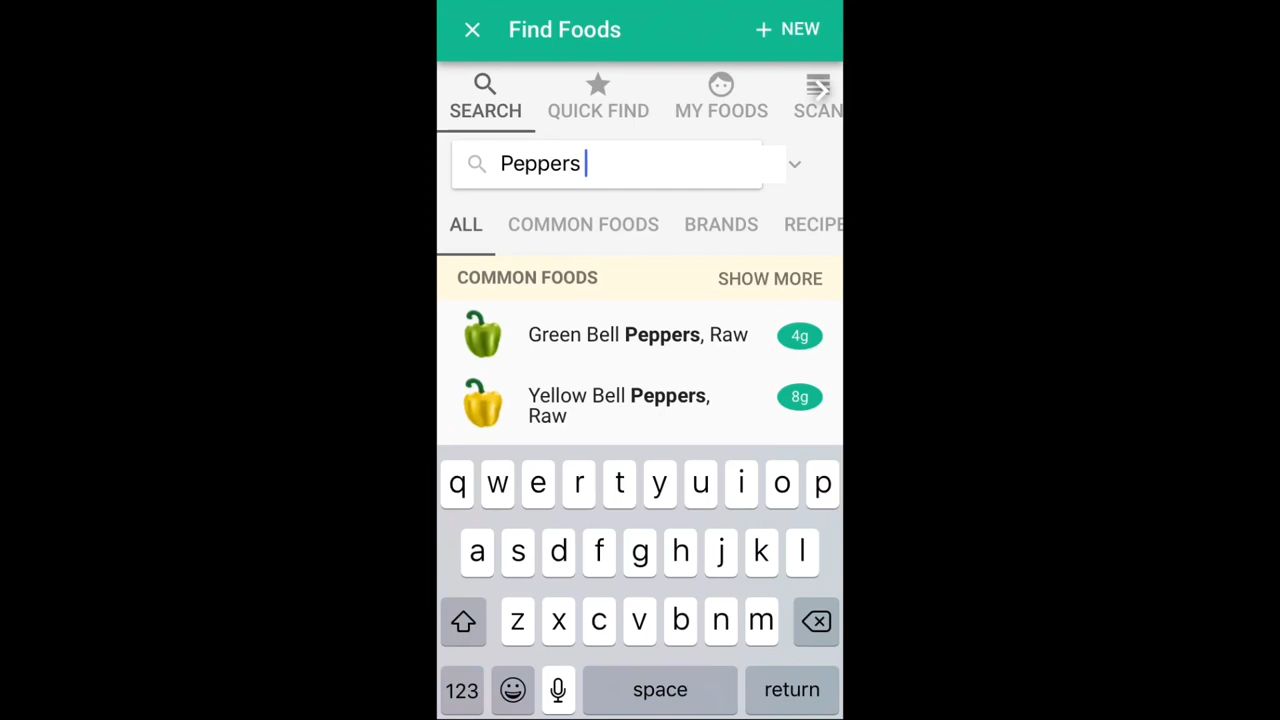 Find Foods
+ NEW
SEARCH
QUICK FIND
MY FOODS
SCAN
Peppers
ALL
COMMON FOODS
BRANDS
RECIPE
COMMON FOODS
SHOW MORE
Green Bell Peppers, Raw
4g
Yellow Bell Peppers,
Raw
8g
q w e r t y u i o p
a s d f g h j k l
z x c v b n m
123
space
return